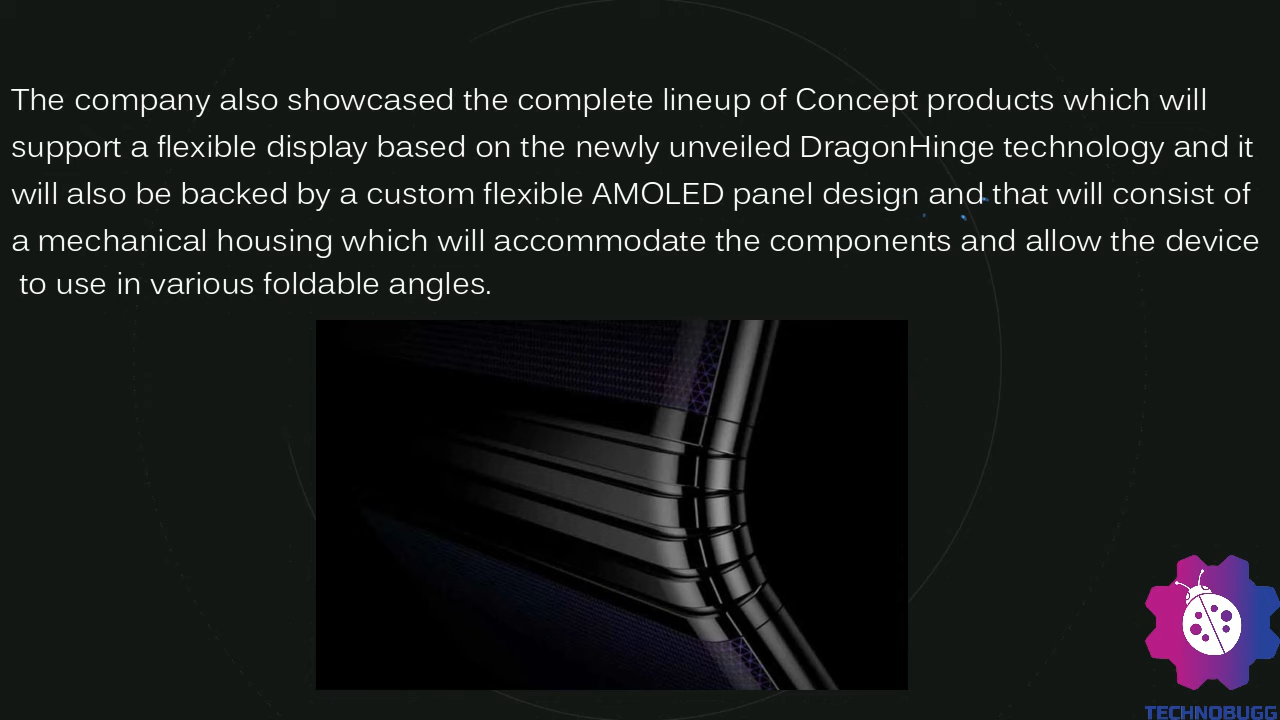 The company also showcased the complete lineup of Concept products which will
support a flexible display based on the newly unveiled DragonHinge technology and it
will also be backed by a custom flexible AMOLED panel design and that will consist of
a mechanical housing which will accommodate the components and allow the device
to use in various foldable angles.
TECHNOBUGG